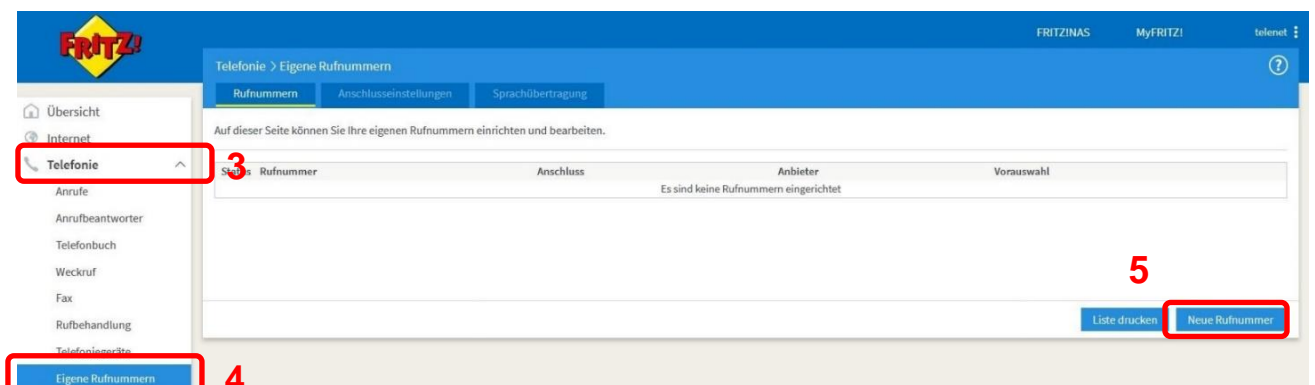 FRITZ!
FRITZ!NAS MyFRITZ! telenet
Telefonie > Eigene Rufnummern
?
Rufnummern Anschlusseinstellungen Sprachübertragung
Auf dieser Seite können Sie Ihre eigenen Rufnummern einrichten und bearbeiten.
Status Rufnummer Anschluss Anbieter Vorauswahl
Es sind keine Rufnummern eingerichtet
Liste drucken Neue Rufnummer
5
Übersicht
Internet
Telefonie 3
Anrufe
Anrufbeantworter
Telefonbuch
Weckruf
Fax
Rufbehandlung
Telefoniegeräte
Eigene Rufnummern 4